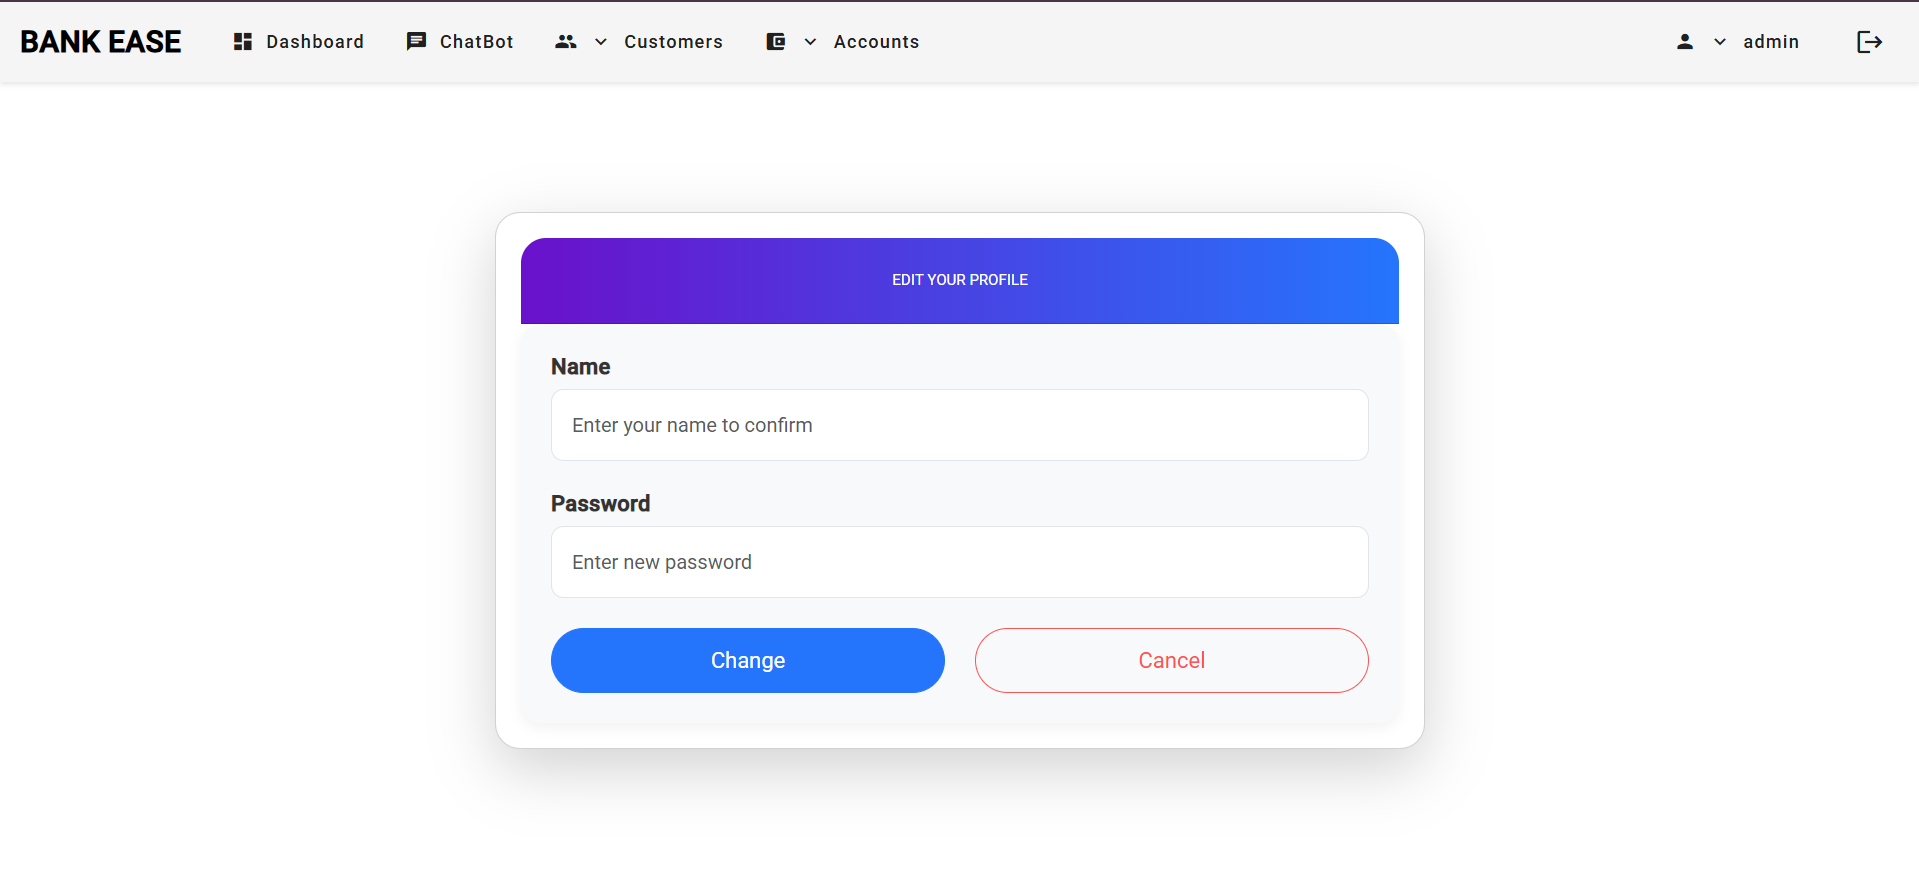 BANK EASE Dashboard ChatBot Customers Accounts admin
EDIT YOUR PROFILE
Name
Enter your name to confirm
Password
Enter new password
Change Cancel